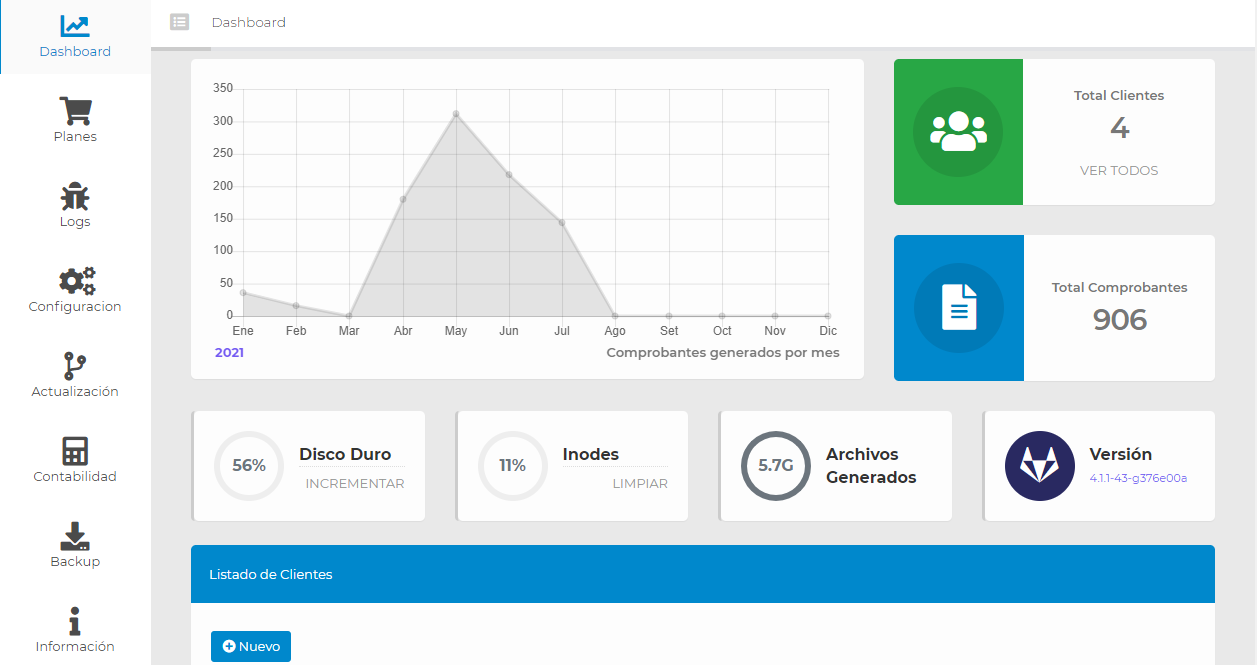 Dashboard
Planes
Logs
Configuracion
Actualización
Contabilidad
Backup
Información
Dashboard
350
300
250
200
150
100
50
0
Ene Feb Mar Abr May Jun Jul Ago Set Oct Nov Dic
2021 Comprobantes generados por mes
Total Clientes
4
VER TODOS
Total Comprobantes
906
56%
Disco Duro
INCREMENTAR
11%
Inodes
LIMPIAR
5.7G
Archivos
Generados
Versión
4.1.1-43-g376e00a
Listado de Clientes
Nuevo